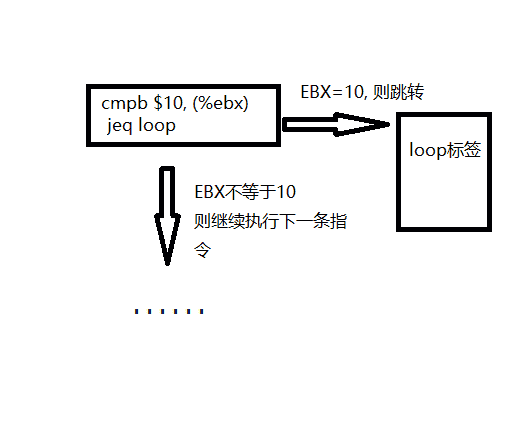 cmpb $10, (%ebx)
jeq loop
EBX=10, 则跳转
loop标签
EBX不等于10
则继续执行下一条指
令
......